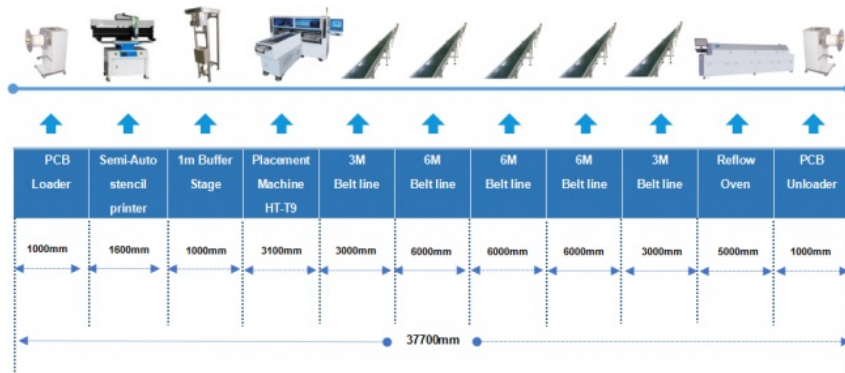 PCB Loader
Semi-Auto stencil printer
1m Buffer Stage
Placement Machine HT-T9
3M Belt line
6M Belt line
6M Belt line
6M Belt line
3M Belt line
Reflow Oven
PCB Unloader
1000mm
1600mm
1000mm
3100mm
3000mm
6000mm
6000mm
6000mm
3000mm
5000mm
1000mm
37700mm